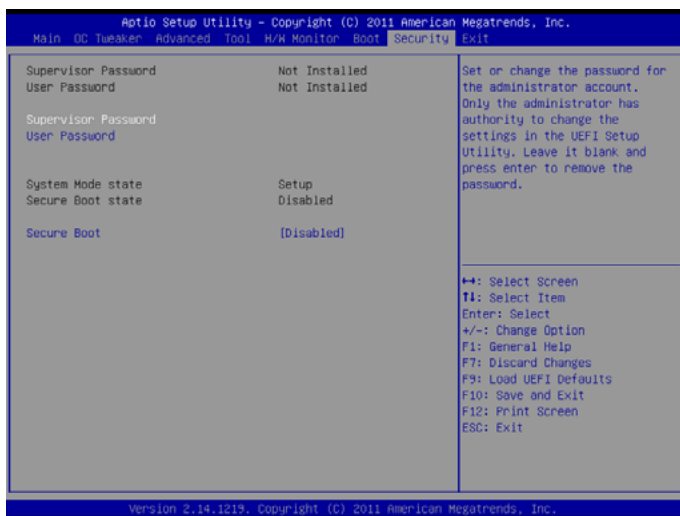 Aptio Setup Utility – Copyright (C) 2011 American Megatrends, Inc.
Main OC Tweaker Advanced Tool H/W Monitor Boot Security Exit
Supervisor Password Not Installed
User Password Not Installed
Supervisor Password
User Password
System Mode state Setup
Secure Boot state Disabled
Secure Boot [Disabled]
Set or change the password for
the administrator account.
Only the administrator has
authority to change the
settings in the UEFI Setup
Utility. Leave it blank and
press enter to remove the
password.
↔: Select Screen
↑↓: Select Item
Enter: Select
+/-: Change Option
F1: General Help
F7: Discard Changes
F9: Load UEFI Defaults
F10: Save and Exit
F12: Print Screen
ESC: Exit
Version 2.14.1219. Copyright (C) 2011 American Megatrends, Inc.